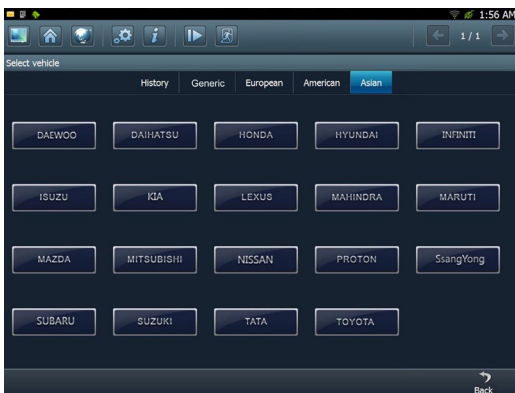 1:56 AM
1 / 1
Select vehicle
History Generic European American Asian
DAEWOO DAIHATSU HONDA HYUNDAI INFINITI
ISUZU KIA LEXUS MAHINDRA MARUTI
MAZDA MITSUBISHI NISSAN PROTON SsangYong
SUBARU SUZUKI TATA TOYOTA
Back